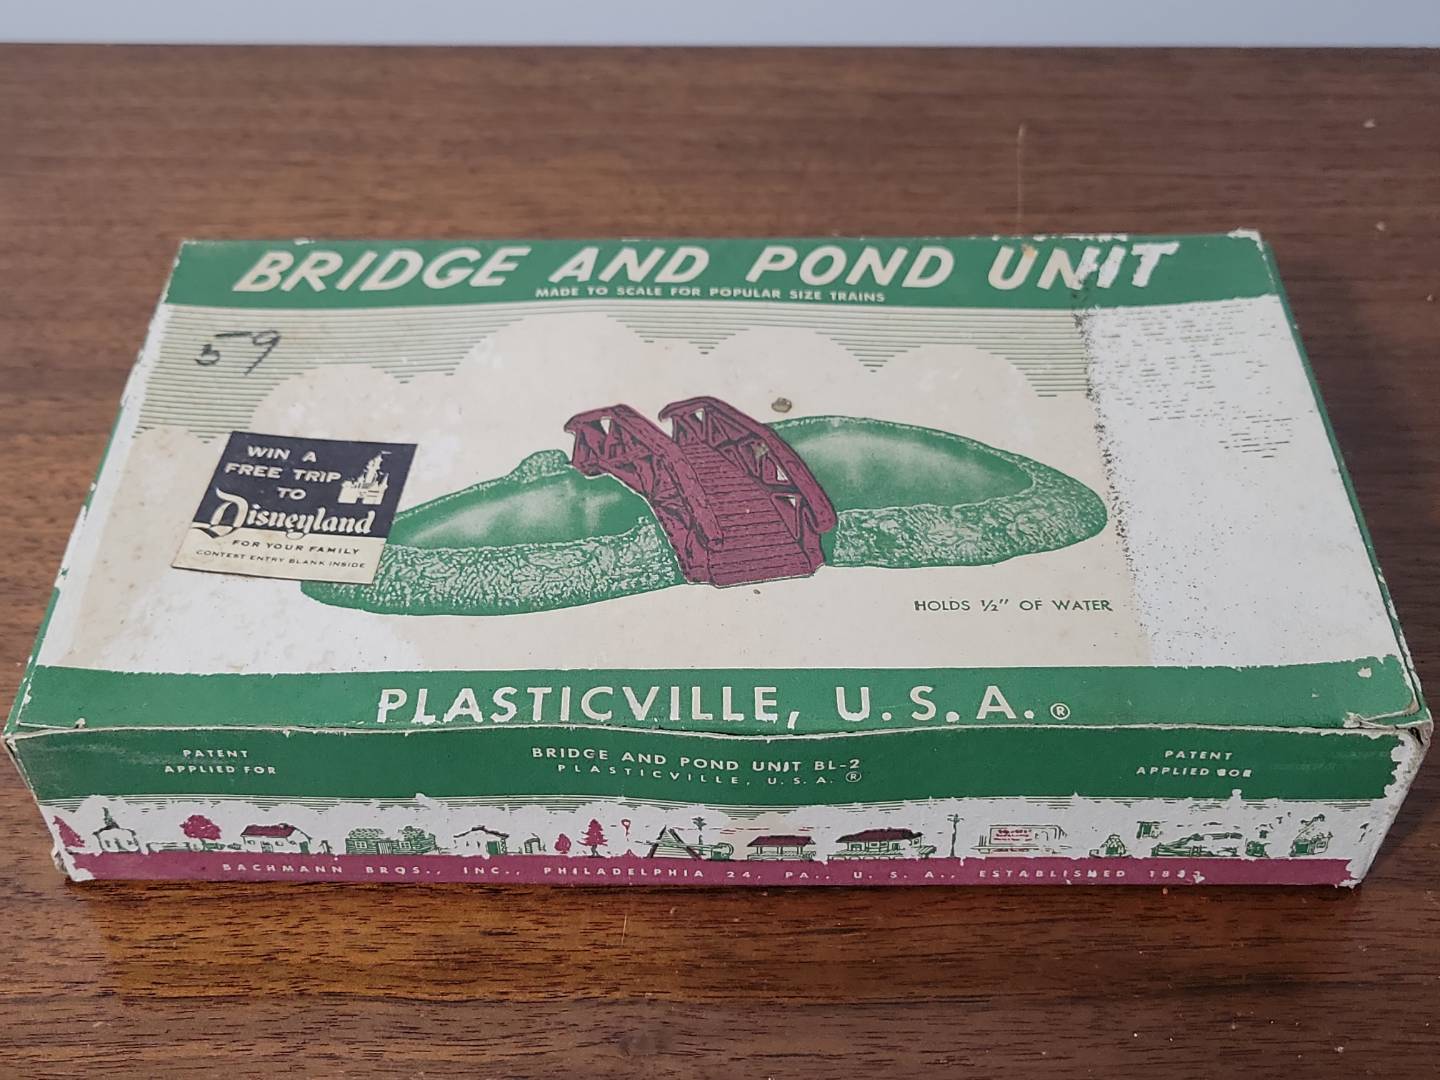 BRIDGE AND POND UNIT
MADE TO SCALE FOR POPULAR SIZE TRAINS
59
WIN A
FREE TRIP
TO
Disneyland
FOR YOUR FAMILY
CONTEST ENTRY BLANK INSIDE
HOLDS ½" OF WATER
PLASTICVILLE, U.S.A.®
PATENT
APPLIED FOR
BRIDGE AND POND UNIT BL-2
PLASTICVILLE, U.S.A. ®
PATENT
APPLIED FOR
BACHMANN BROS., INC., PHILADELPHIA 24, PA., U.S.A., ESTABLISHED